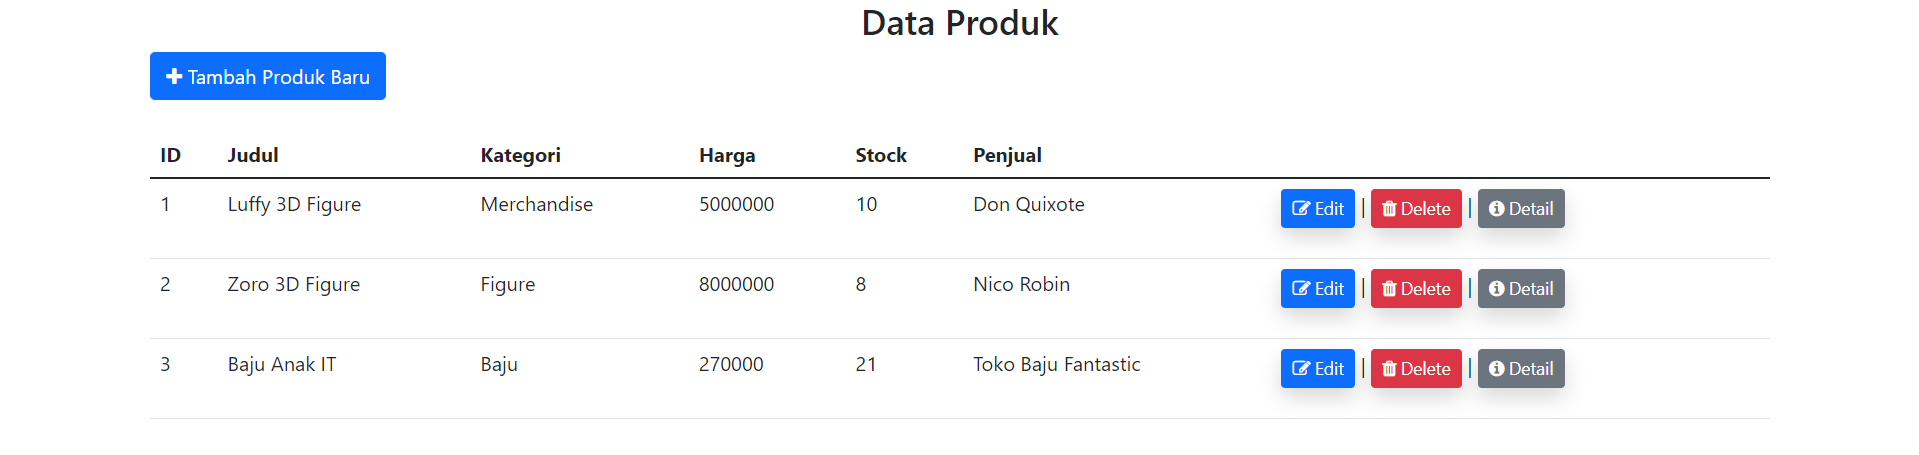 Data Produk
Tambah Produk Baru
ID Judul Kategori Harga Stock Penjual
1 Luffy 3D Figure Merchandise 5000000 10 Don Quixote Edit | Delete | Detail
2 Zoro 3D Figure Figure 8000000 8 Nico Robin Edit | Delete | Detail
3 Baju Anak IT Baju 270000 21 Toko Baju Fantastic Edit | Delete | Detail